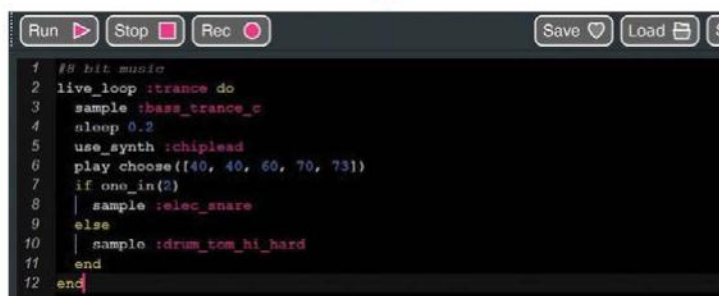 Run Stop Rec Save Load
1 #8 bit music
2 live_loop :trance do
3 sample :bass_trance_c
4 sleep 0.2
5 use_synth :chiplead
6 play choose([40, 40, 60, 70, 73])
7 if one_in(2)
8 sample :elec_snare
9 else
10 sample :drum_tom_hi_hard
11 end
12 end